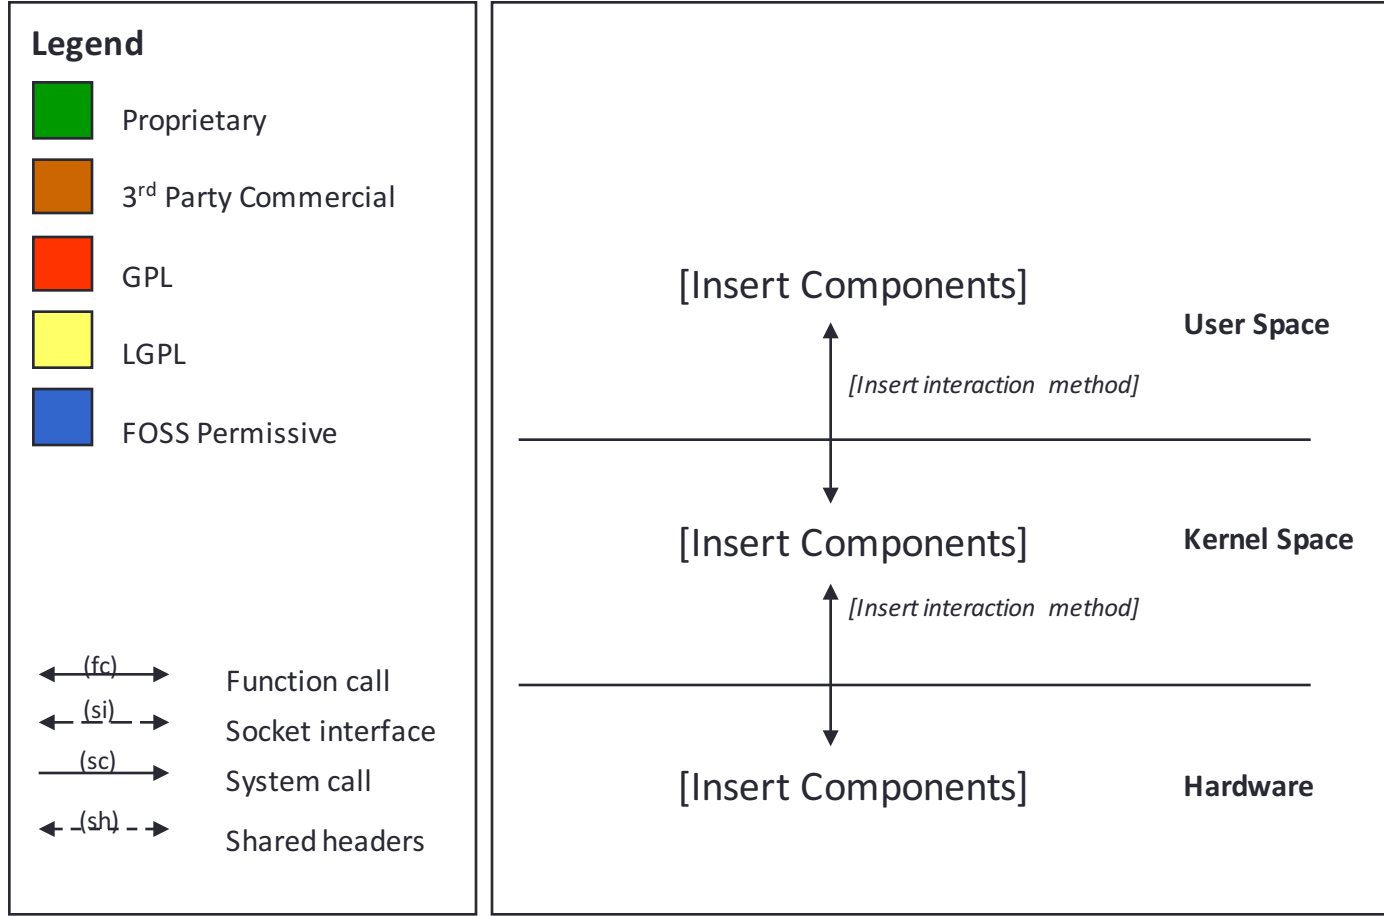 Legend
Proprietary
3rd Party Commercial
GPL
LGPL
FOSS Permissive
(fc)
Function call
(si)
Socket interface
(sc)
System call
(sh)
Shared headers
[Insert Components]
User Space
[Insert interaction method]
[Insert Components]
Kernel Space
[Insert interaction method]
[Insert Components]
Hardware